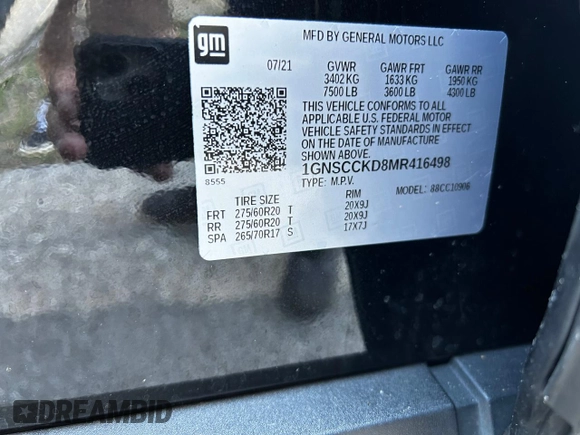 gm
MFD BY GENERAL MOTORS LLC
07/21 GVWR GAWR FRT GAWR RR
3402 KG 1633 KG 1950 KG
7500 LB 3600 LB 4300 LB
THIS VEHICLE CONFORMS TO ALL
APPLICABLE U.S. FEDERAL MOTOR
VEHICLE SAFETY STANDARDS IN EFFECT
ON THE DATE OF MANUFACTURE
SHOWN ABOVE.
8555
1GNSCCKD8MR416498
TYPE: M.P.V. MODEL: 88CC10906
TIRE SIZE RIM
FRT 275/60R20 T 20X9J
RR 275/60R20 T 20X9J
SPA 265/70R17 S 17X7J
DREAMBID